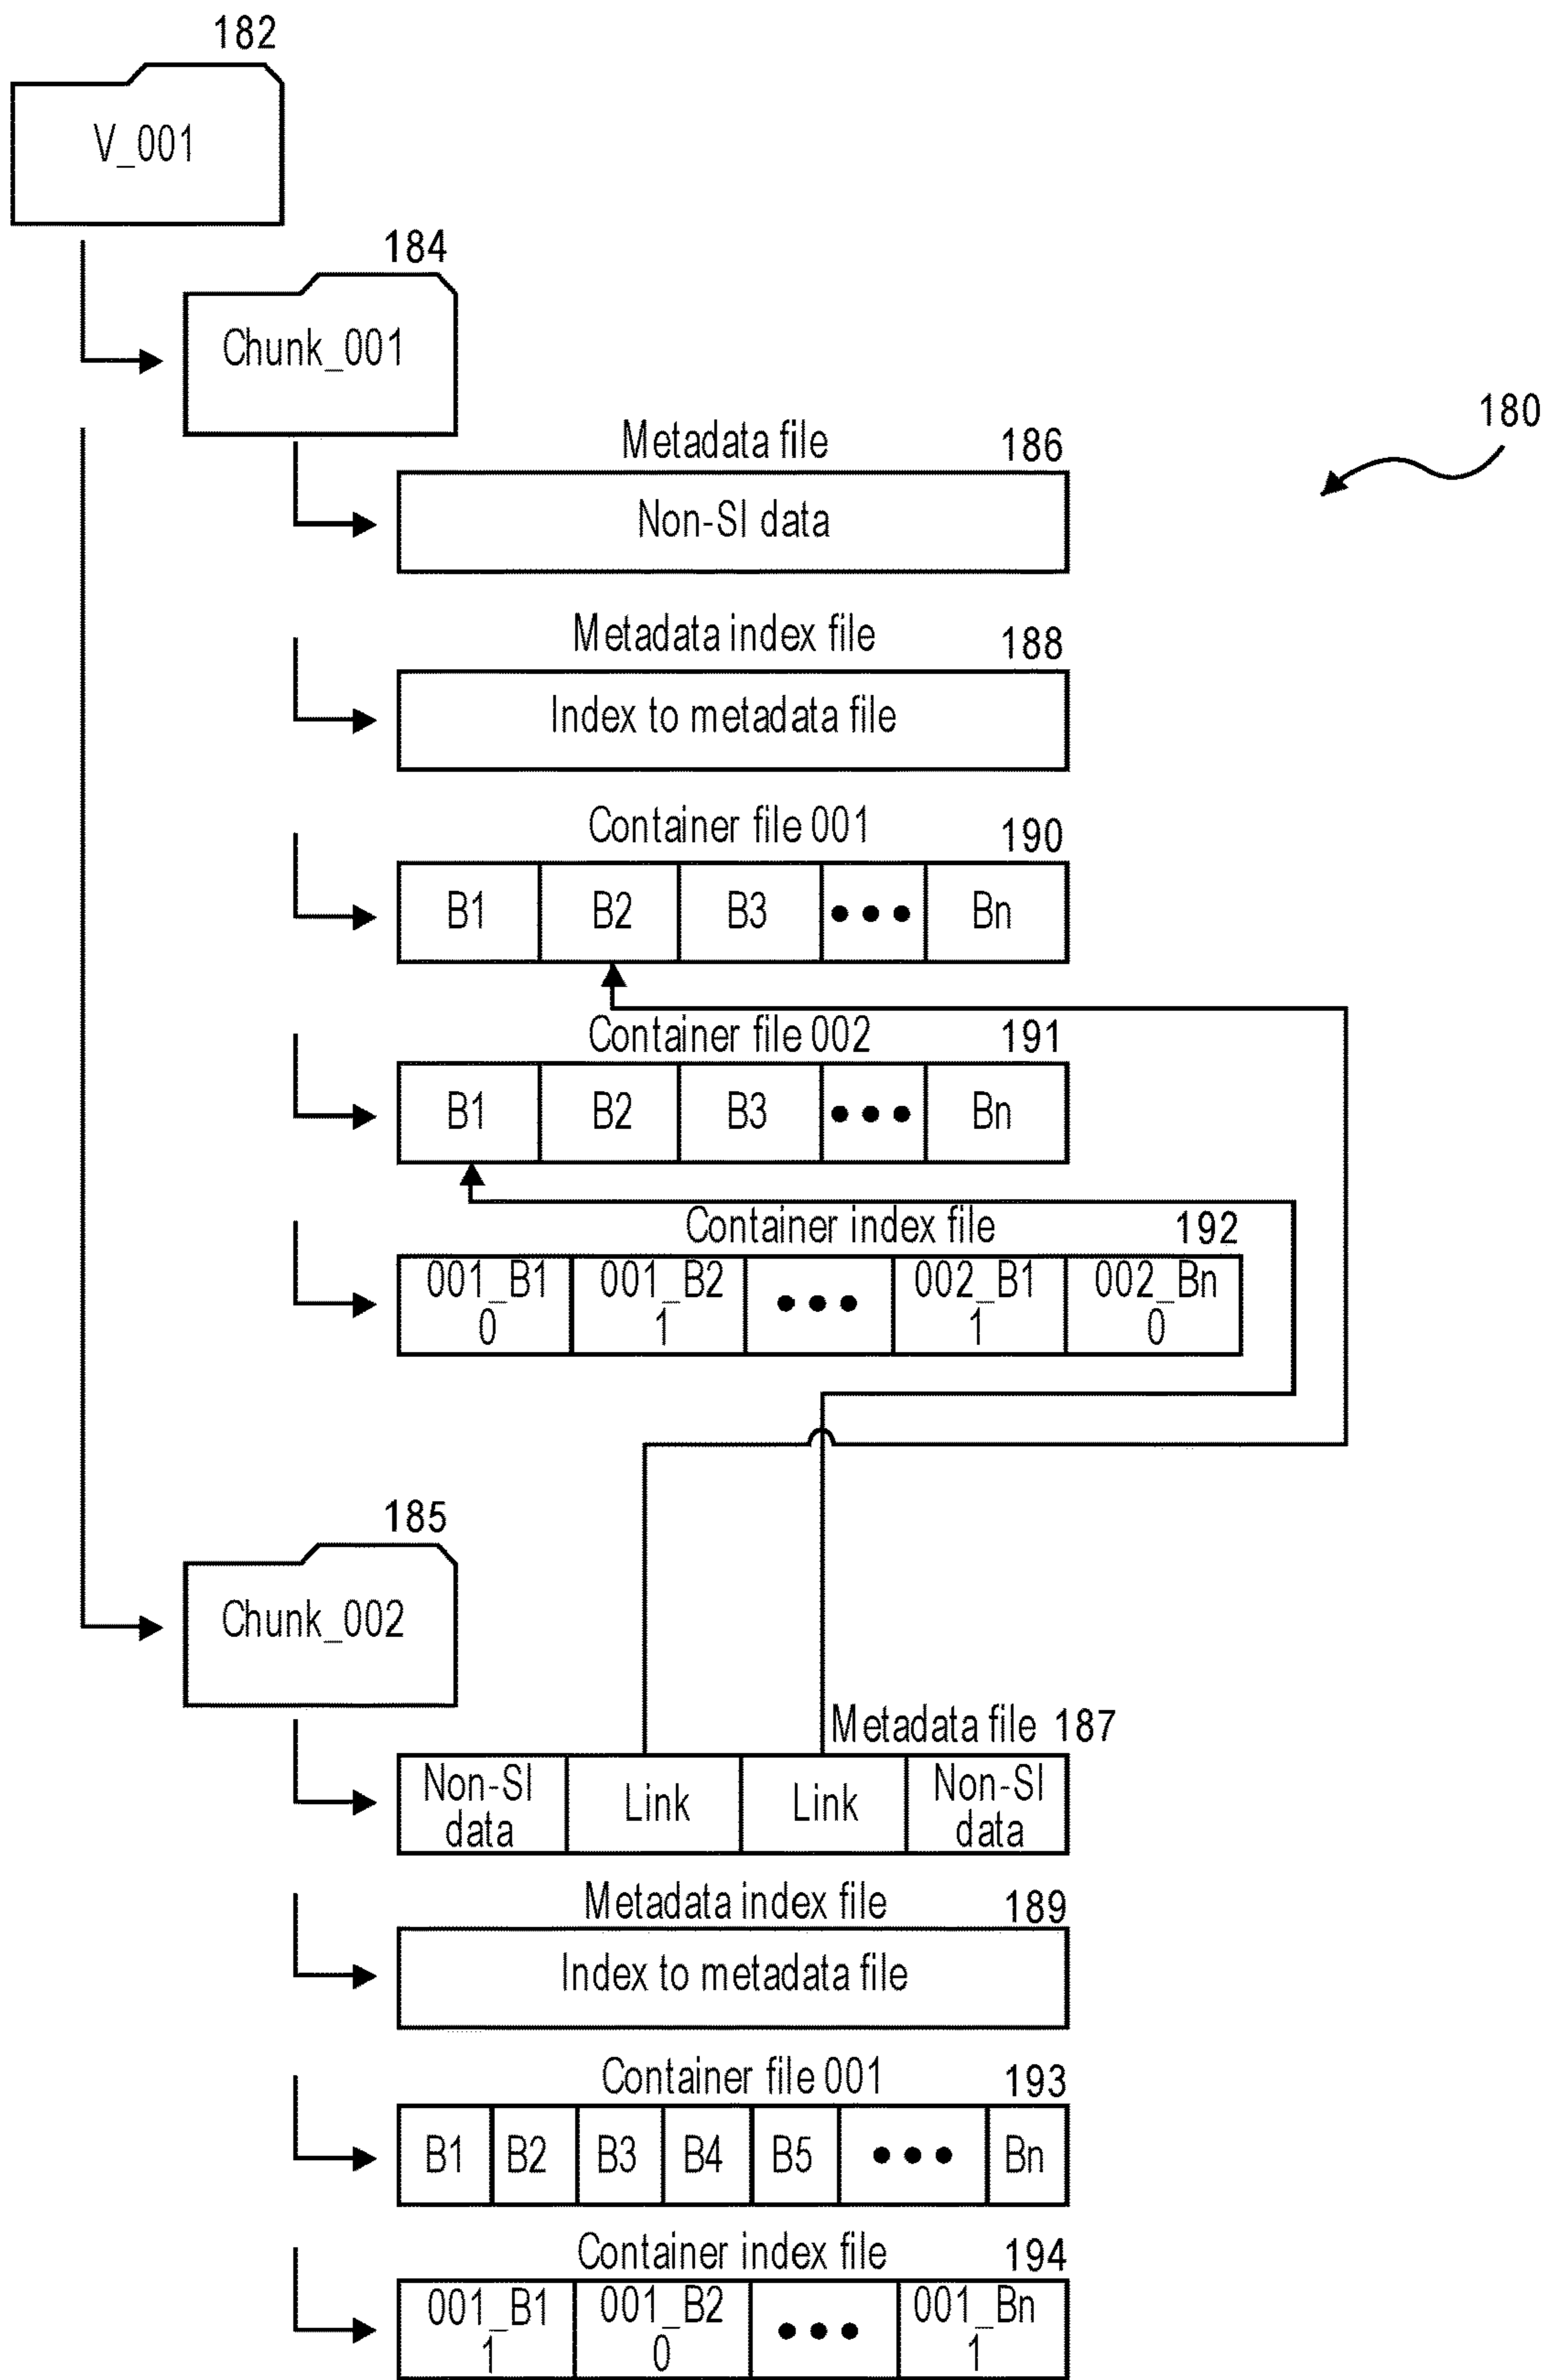 182
V_001
184
Chunk_001
180
Metadata file 186
Non-SI data
Metadata index file 188
Index to metadata file
Container file 001 190
B1 B2 B3 ••• Bn
Container file 002 191
B1 B2 B3 ••• Bn
Container index file 192
001_B1 001_B2 ••• 002_B1 002_Bn
0 1 1 0
185
Chunk_002
Metadata file 187
Non-SI Link Link Non-SI
data data
Metadata index file 189
Index to metadata file
Container file 001 193
B1 B2 B3 B4 B5 ••• Bn
Container index file 194
001_B1 001_B2 ••• 001_Bn
1 0 1